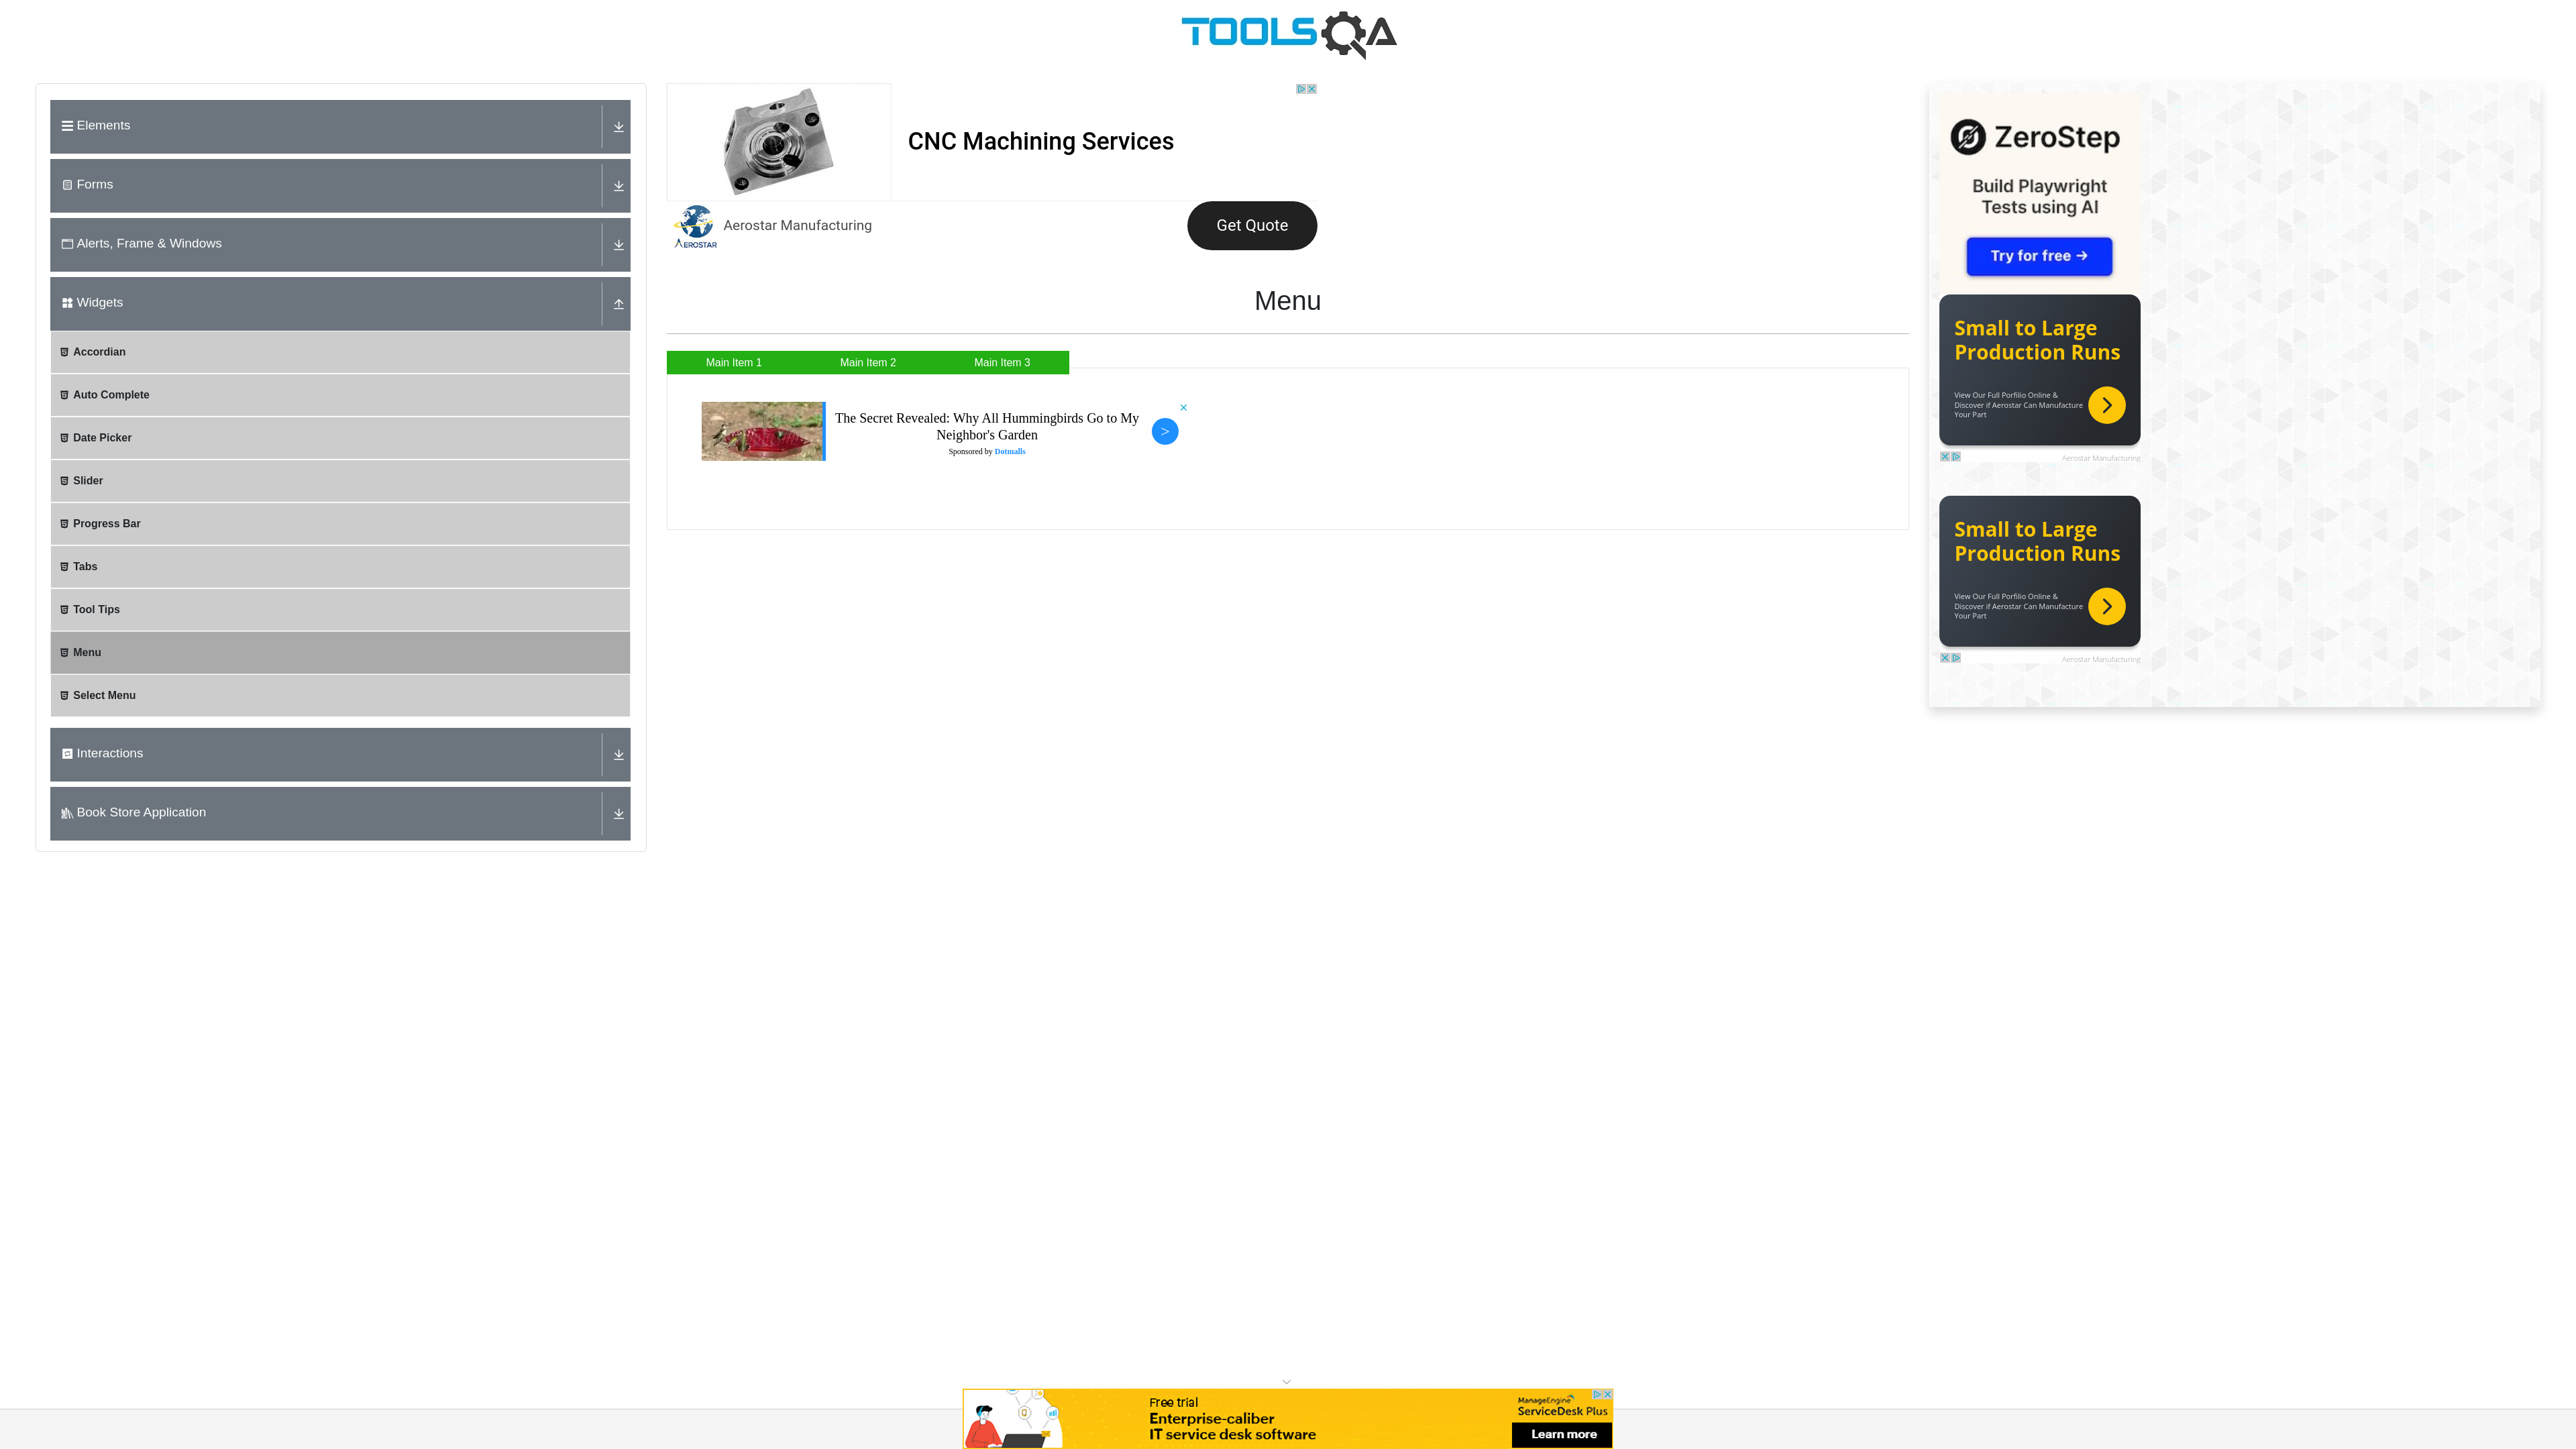 TOOLSQA
Elements
Forms
Alerts, Frame & Windows
Widgets
Accordian
Auto Complete
Date Picker
Slider
Progress Bar
Tabs
Tool Tips
Menu
Select Menu
Interactions
Book Store Application
CNC Machining Services
AEROSTAR
Aerostar Manufacturing
Get Quote
Menu
Main Item 1
Main Item 2
Main Item 3
The Secret Revealed: Why All Hummingbirds Go to My
Neighbor's Garden
Sponsored by Dotmalls
>
ZeroStep
Build Playwright
Tests using AI
Try for free →
Small to Large
Production Runs
View Our Full Porfilio Online &
Discover if Aerostar Can Manufacture
Your Part
Aerostar Manufacturing
Small to Large
Production Runs
View Our Full Porfilio Online &
Discover if Aerostar Can Manufacture
Your Part
Aerostar Manufacturing
Free trial
Enterprise-caliber
IT service desk software
ManageEngine
ServiceDesk Plus
Learn more